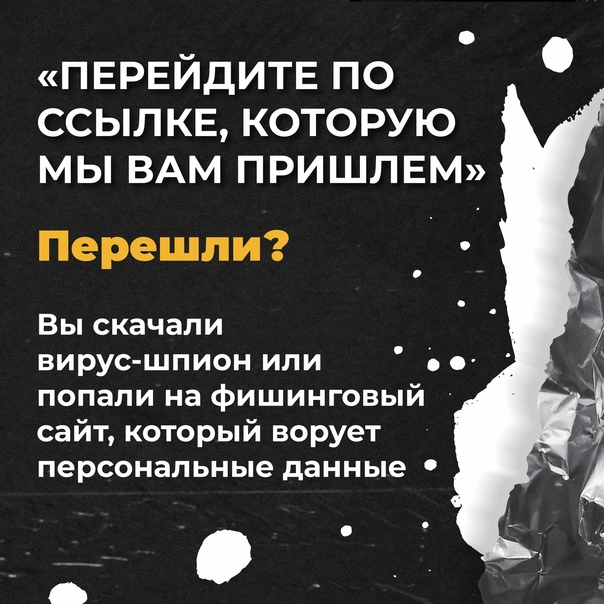 «ПЕРЕЙДИТЕ ПО
ССЫЛКЕ, КОТОРУЮ
МЫ ВАМ ПРИШЛЕМ»
Перешли?
Вы скачали
вирус-шпион или
попали на фишинговый
сайт, который ворует
персональные данные